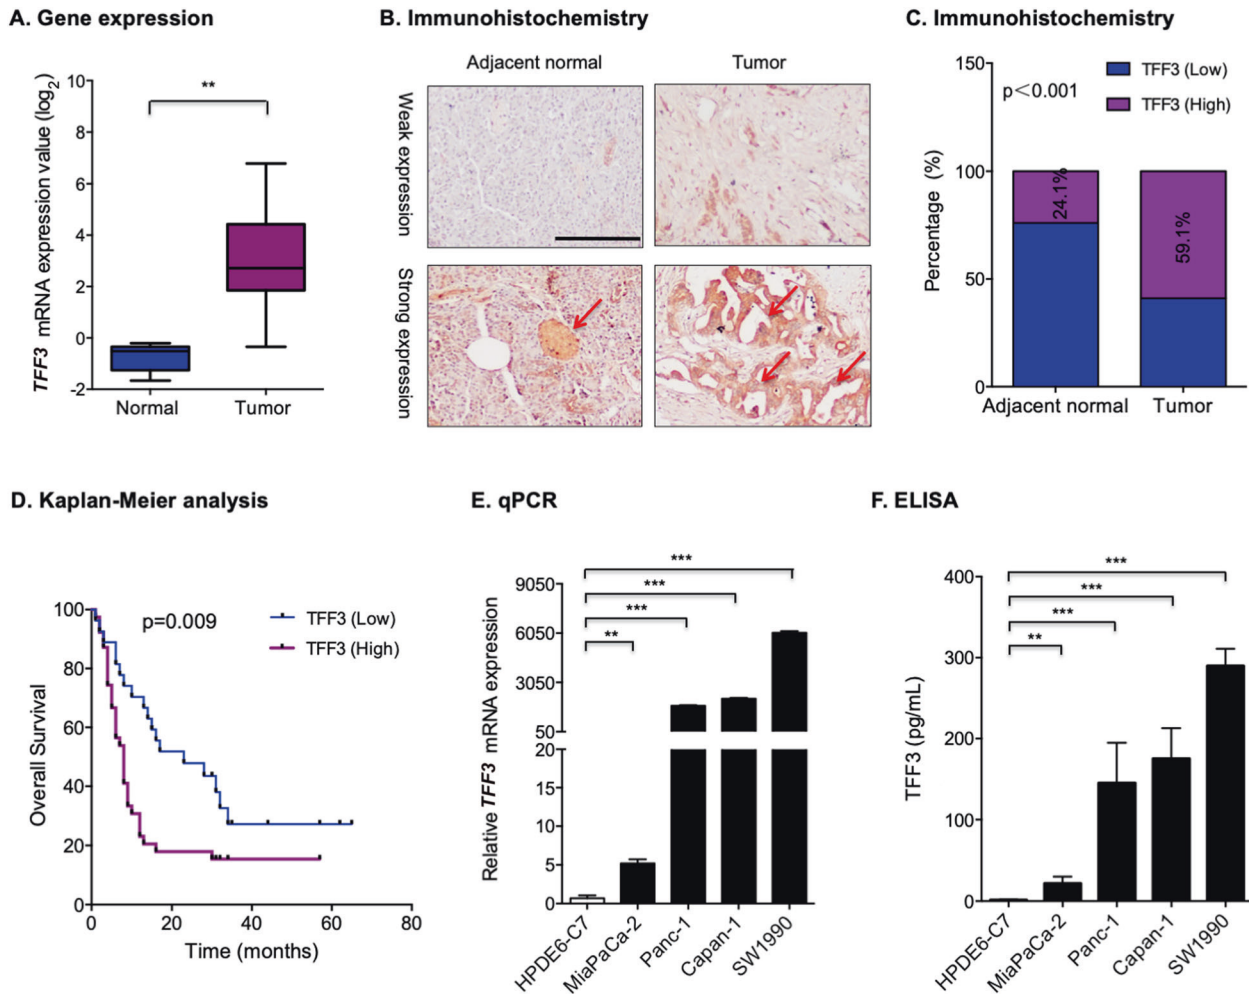 A. Gene expression
TFF3 mRNA expression value (log2)
10
8
6
4
2
0
-2
**
Normal
Tumor
B. Immunohistochemistry
Adjacent normal
Tumor
Weak expression
Strong expression
C. Immunohistochemistry
Percentage (%)
150
100
50
0
p<0.001
TFF3 (Low)
TFF3 (High)
24.1%
59.1%
Adjacent normal
Tumor
D. Kaplan-Meier analysis
Overall Survival
100
80
60
40
20
0
p=0.009
TFF3 (Low)
TFF3 (High)
0
20
40
60
80
Time (months)
E. qPCR
Relative TFF3 mRNA expression
9050
6050
3050
50
20
15
10
5
0
***
***
***
**
HPDE6-C7
MiaPaCa-2
Panc-1
Capan-1
SW1990
F. ELISA
TFF3 (pg/mL)
400
300
200
100
0
***
***
***
**
HPDE6-C7
MiaPaCa-2
Panc-1
Capan-1
SW1990